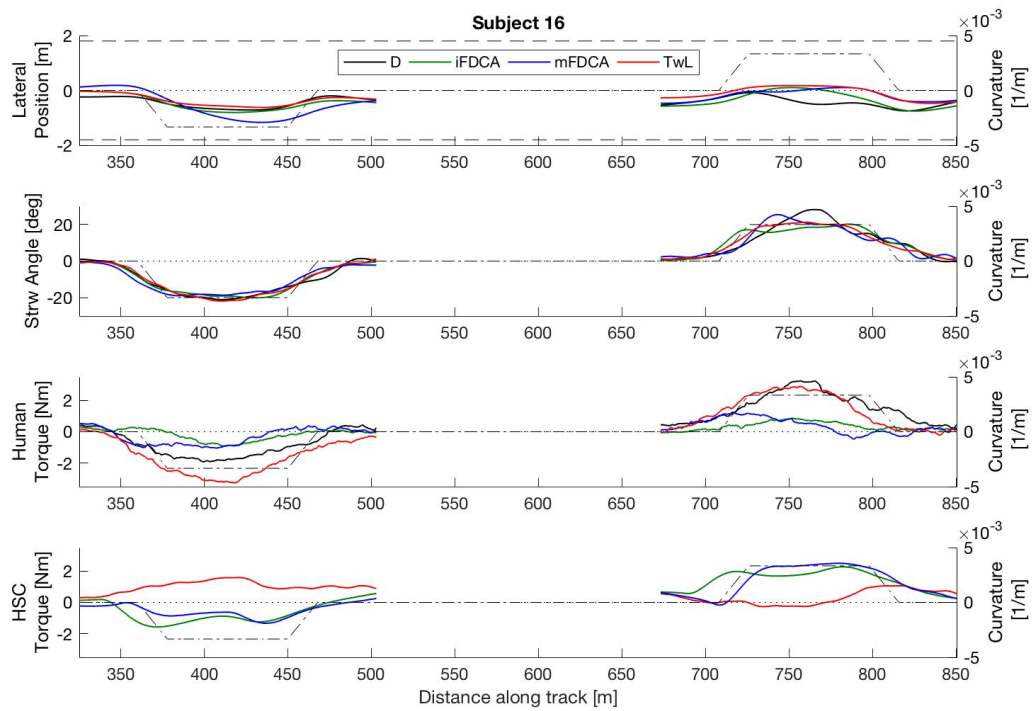 Subject 16
×10⁻³
2
0
-2
Lateral
Position [m]
D
iFDCA
mFDCA
TwL
5
0
-5
Curvature
[1/m]
350 400 450 500 550 600 650 700 750 800 850
×10⁻³
20
0
-20
Strw Angle [deg]
5
0
-5
Curvature
[1/m]
350 400 450 500 550 600 650 700 750 800 850
×10⁻³
2
0
-2
Human
Torque [Nm]
5
0
-5
Curvature
[1/m]
350 400 450 500 550 600 650 700 750 800 850
×10⁻³
2
0
-2
HSC
Torque [Nm]
5
0
-5
Curvature
[1/m]
350 400 450 500 550 600 650 700 750 800 850
Distance along track [m]